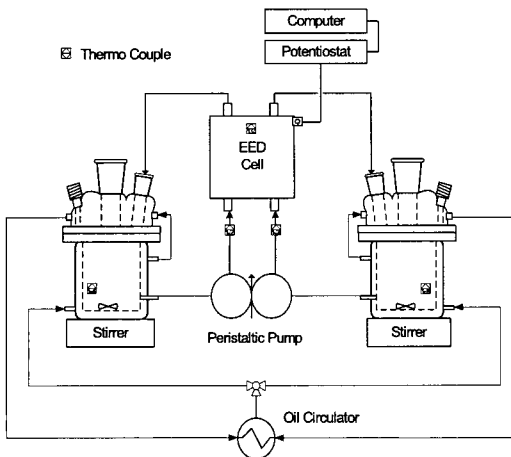 Computer
Potentiostat
Thermo Couple
EED
Cell
Stirrer
Peristaltic Pump
Stirrer
Oil Circulator